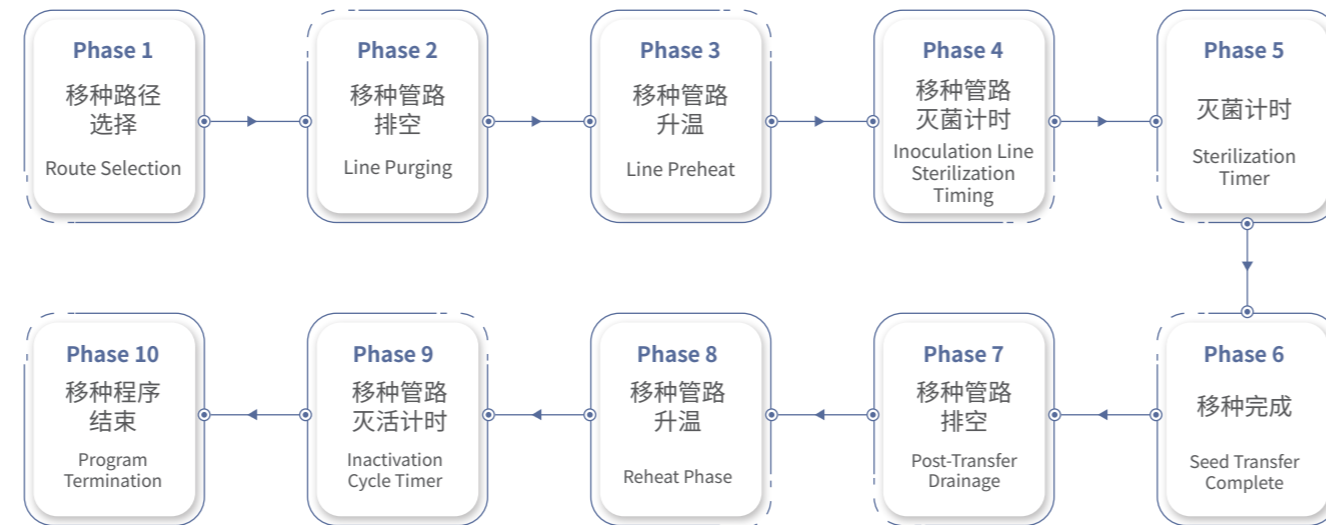 Phase 1
移种路径
选择
Route Selection
Phase 2
移种管路
排空
Line Purging
Phase 3
移种管路
升温
Line Preheat
Phase 4
移种管路
灭菌计时
Inoculation Line
Sterilization
Timing
Phase 5
灭菌计时
Sterilization
Timer
Phase 6
移种完成
Seed Transfer
Complete
Phase 7
移种管路
排空
Post-Transfer
Drainage
Phase 8
移种管路
升温
Reheat Phase
Phase 9
移种管路
灭活计时
Inactivation
Cycle Timer
Phase 10
移种程序
结束
Program
Termination